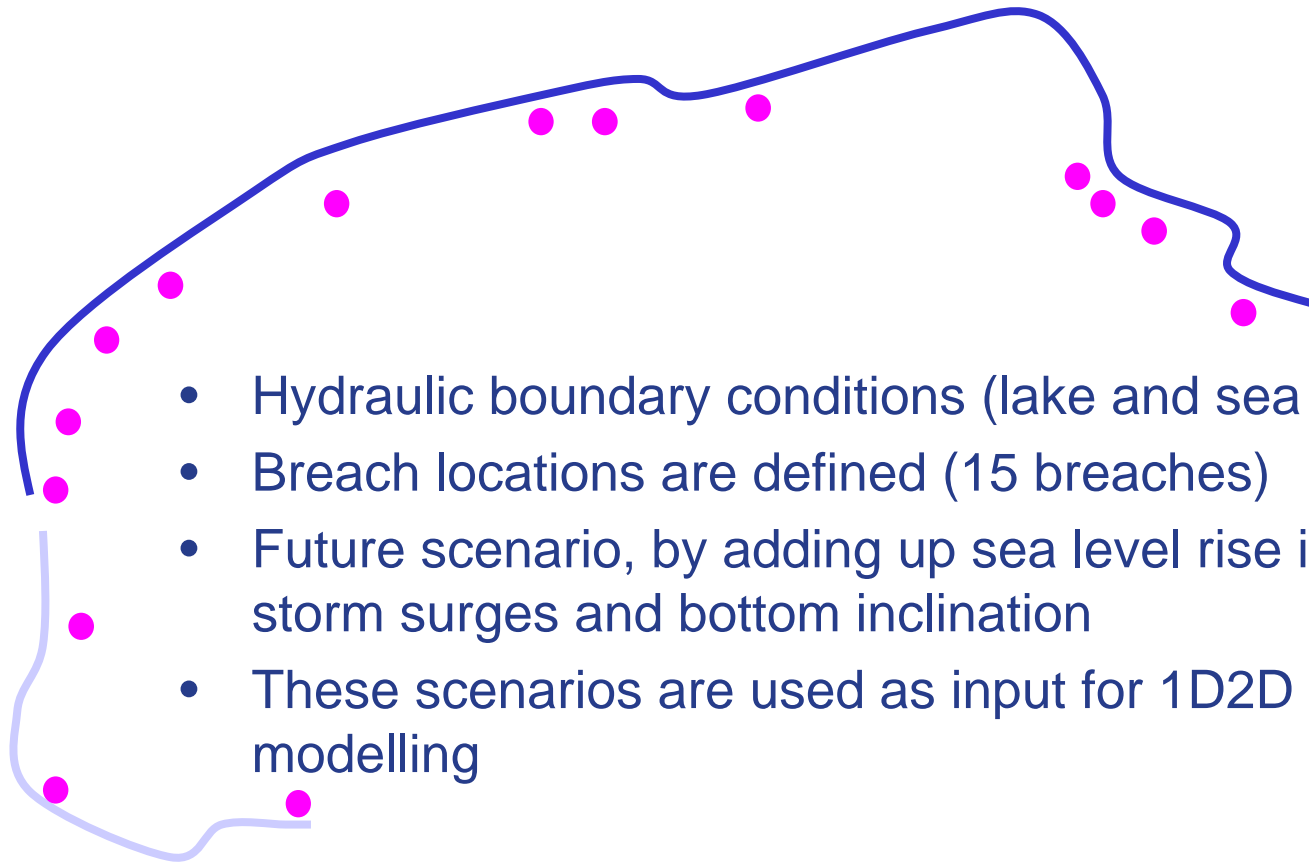 • Hydraulic boundary conditions (lake and sea
• Breach locations are defined (15 breaches)
• Future scenario, by adding up sea level rise i
storm surges and bottom inclination
• These scenarios are used as input for 1D2D
modelling